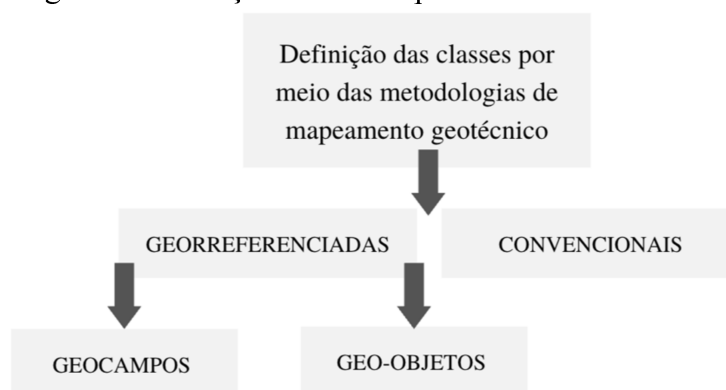 Definição das classes por
meio das metodologias de
mapeamento geotécnico
GEORREFERENCIADAS
CONVENCIONAIS
GEOCAMPOS
GEO-OBJETOS